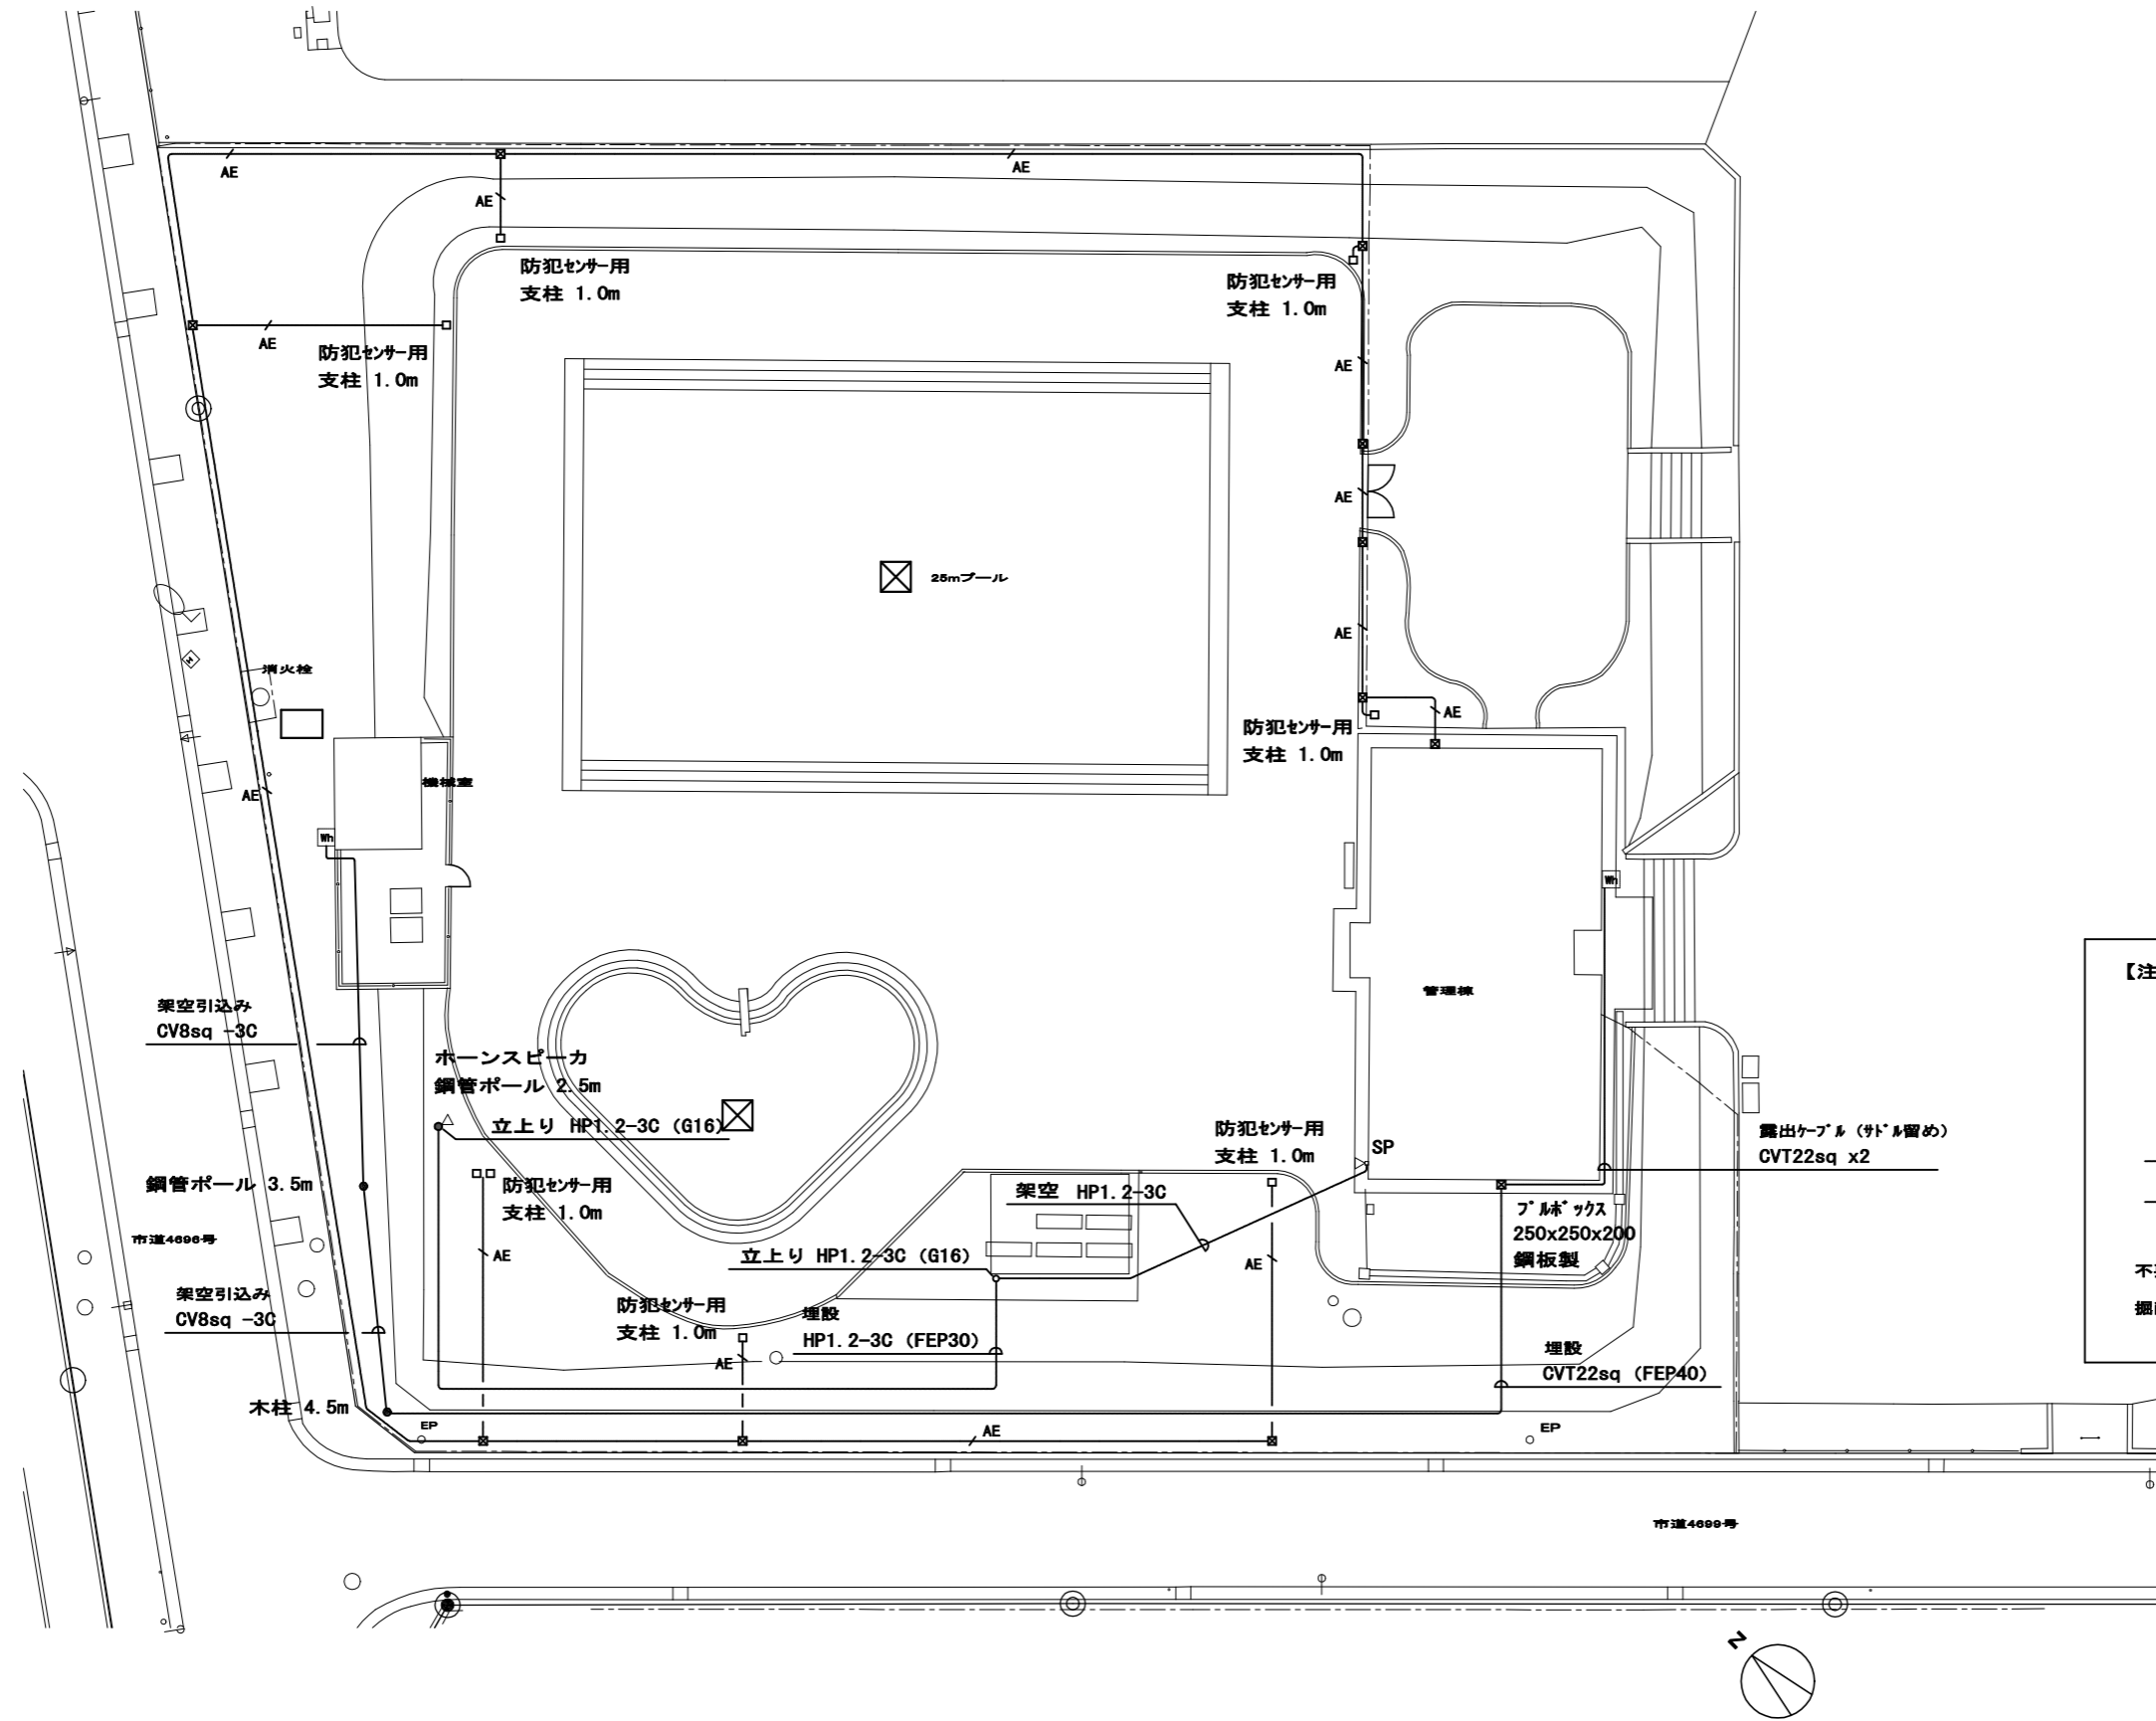 AE
AE
AE
防犯ｾﾝｻｰ用
支柱 1.0m
防犯ｾﾝｻｰ用
支柱 1.0m
AE
防犯ｾﾝｻｰ用
支柱 1.0m
AE
AE
25mプール
AE
消火栓
AE
防犯ｾﾝｻｰ用
支柱 1.0m
機械室
AE
Wh
Wh
管理棟
【注
架空引込み
CV8sq -3C
ホーンスピーカ
鋼管ポール 2.5m
立上り HP1.2-3C (G16)
防犯ｾﾝｻｰ用
支柱 1.0m
SP
露出ｹｰﾌﾞﾙ (ｻﾄﾞﾙ留め)
CVT22sq x2
鋼管ポール 3.5m
防犯ｾﾝｻｰ用
支柱 1.0m
架空 HP1.2-3C
ﾌﾟﾙﾎﾞｯｸｽ
250x250x200
鋼板製
市道4696号
AE
立上り HP1.2-3C (G16)
AE
架空引込み
CV8sq -3C
防犯ｾﾝｻｰ用
支柱 1.0m
埋設
HP1.2-3C (FEP30)
AE
埋設
CVT22sq (FEP40)
木柱 4.5m
EP
AE
EP
市道4699号
N